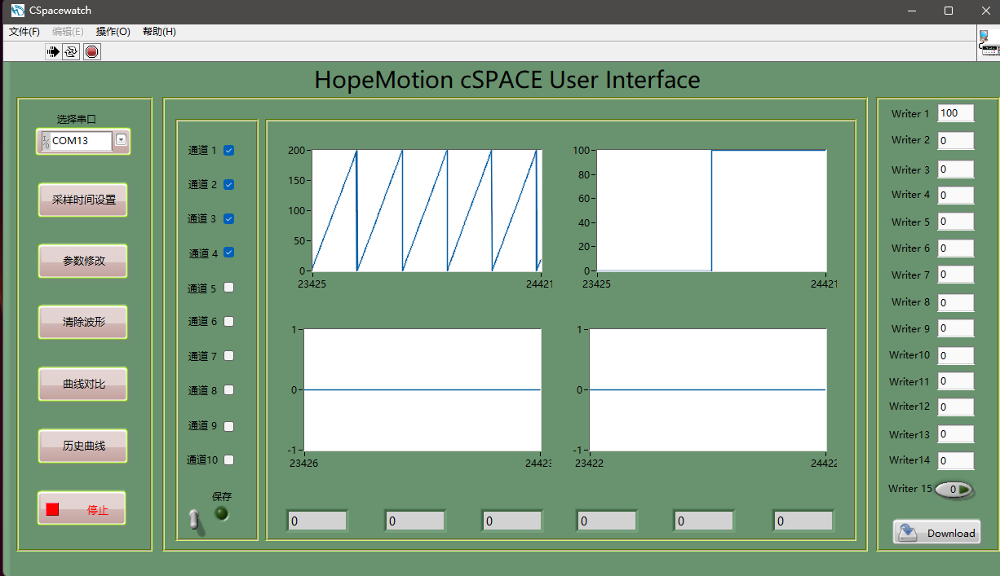 CSpacewatch
文件(F) 编辑(E) 操作(O) 帮助(H)
HopeMotion cSPACE User Interface
选择串口
I/O COM13
采样时间设置
参数修改
清除波形
曲线对比
历史曲线
停止
通道 1
通道 2
通道 3
通道 4
通道 5
通道 6
通道 7
通道 8
通道 9
通道10
保存
200
150
100
50
0
23425 24421
100
80
60
40
20
0
23425 24421
1
0
-1
23426 24423
1
0
-1
23422 24422
0 0 0 0 0 0
Writer 1 100
Writer 2 0
Writer 3 0
Writer 4 0
Writer 5 0
Writer 6 0
Writer 7 0
Writer 8 0
Writer 9 0
Writer10 0
Writer11 0
Writer12 0
Writer13 0
Writer14 0
Writer 15 0
Download